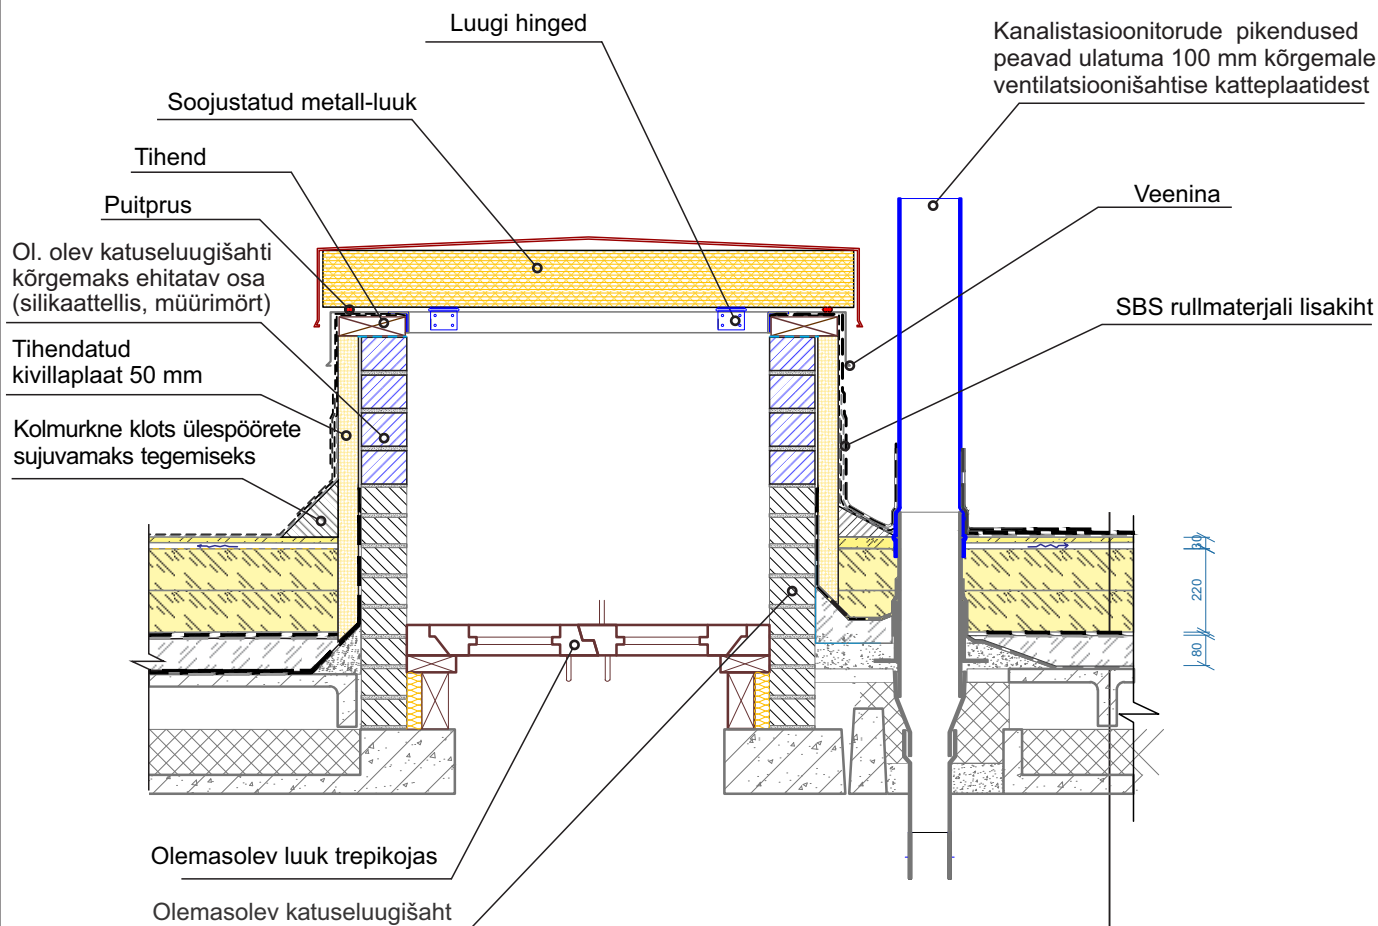 Luugi hinged
Kanalistasioonitorude pikendused
peavad ulatuma 100 mm kõrgemale
ventilatsioonišahtise katteplaatidest
Soojustatud metall-luuk
Tihend
Puitprus
Veenina
Ol. olev katuseluugišahti
kõrgemaks ehitatav osa
(silikaattellis, müürimört)
SBS rullmaterjali lisakiht
Tihendatud
kivillaplaat 50 mm
Kolmurkne klots ülespöörete
sujuvamaks tegemiseks
30
220
80
Olemasolev luuk trepikojas
Olemasolev katuseluugišaht